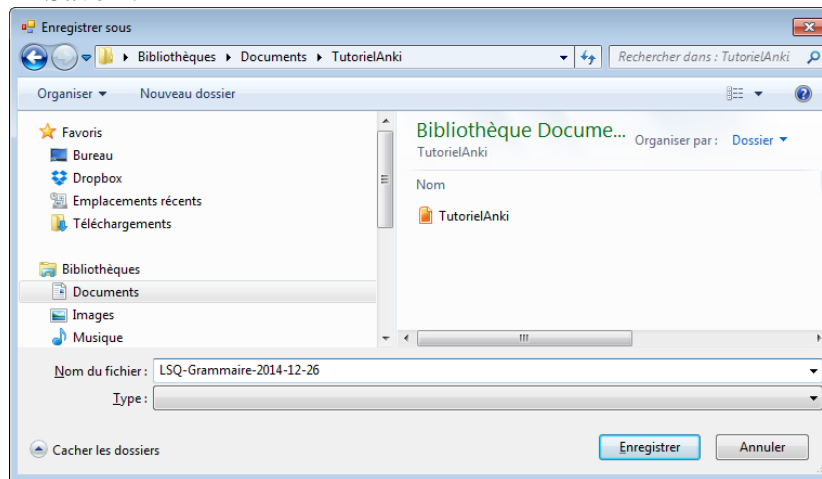 Enregistrer sous
Bibliothèques Documents TutorielAnki
Rechercher dans : TutorielAnki
Organiser Nouveau dossier
Favoris
Bureau
Dropbox
Emplacements récents
Téléchargements
Bibliothèques
Documents
Images
Musique
Bibliothèque Docume...
TutorielAnki
Organiser par : Dossier
Nom
TutorielAnki
Nom du fichier : LSQ-Grammaire-2014-12-26
Type :
Cacher les dossiers
Enregistrer Annuler